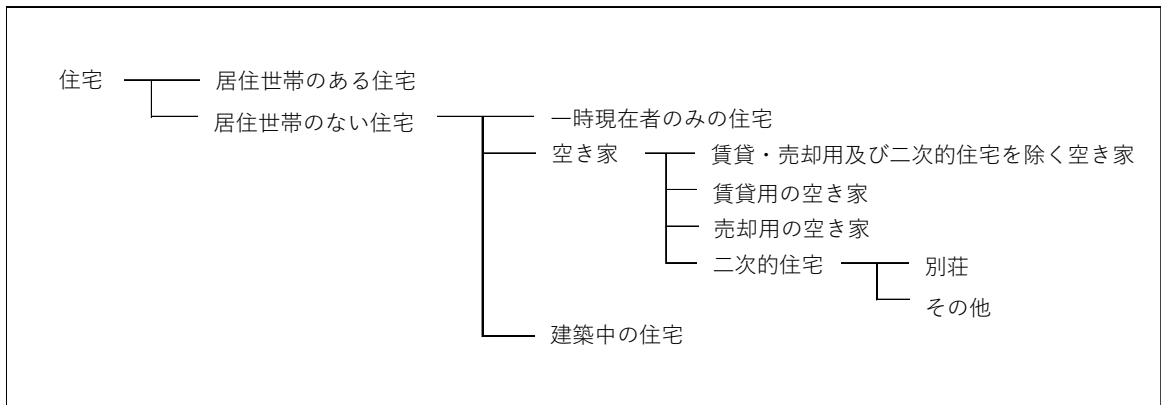 住宅 居住世帯のある住宅
居住世帯のない住宅 一時現在者のみの住宅
空き家 賃貸・売却用及び二次的住宅を除く空き家
賃貸用の空き家
売却用の空き家
二次的住宅 別荘
その他
建築中の住宅